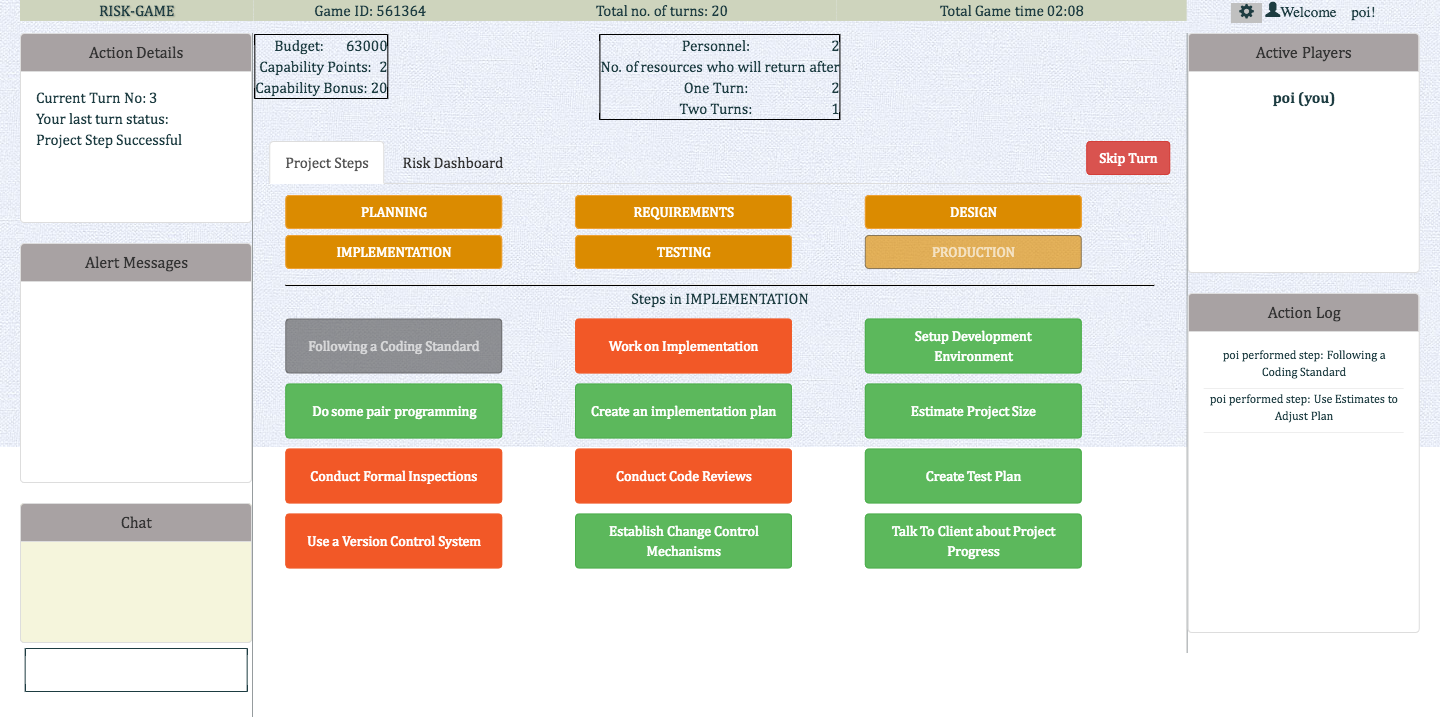 RISK-GAME Game ID: 561364 Total no. of turns: 20 Total Game time 02:08 Welcome poi!
Action Details
Current Turn No: 3
Your last turn status:
Project Step Successful
Alert Messages
Chat
Budget: 63000
Capability Points: 2
Capability Bonus: 20
Personnel: 2
No. of resources who will return after
One Turn: 2
Two Turns: 1
Project Steps Risk Dashboard Skip Turn
PLANNING REQUIREMENTS DESIGN
IMPLEMENTATION TESTING PRODUCTION
Steps in IMPLEMENTATION
Following a Coding Standard
Work on Implementation
Setup Development
Environment
Do some pair programming
Create an implementation plan
Estimate Project Size
Conduct Formal Inspections
Conduct Code Reviews
Create Test Plan
Use a Version Control System
Establish Change Control
Mechanisms
Talk To Client about Project
Progress
Active Players
poi (you)
Action Log
poi performed step: Following a
Coding Standard
poi performed step: Use Estimates to
Adjust Plan